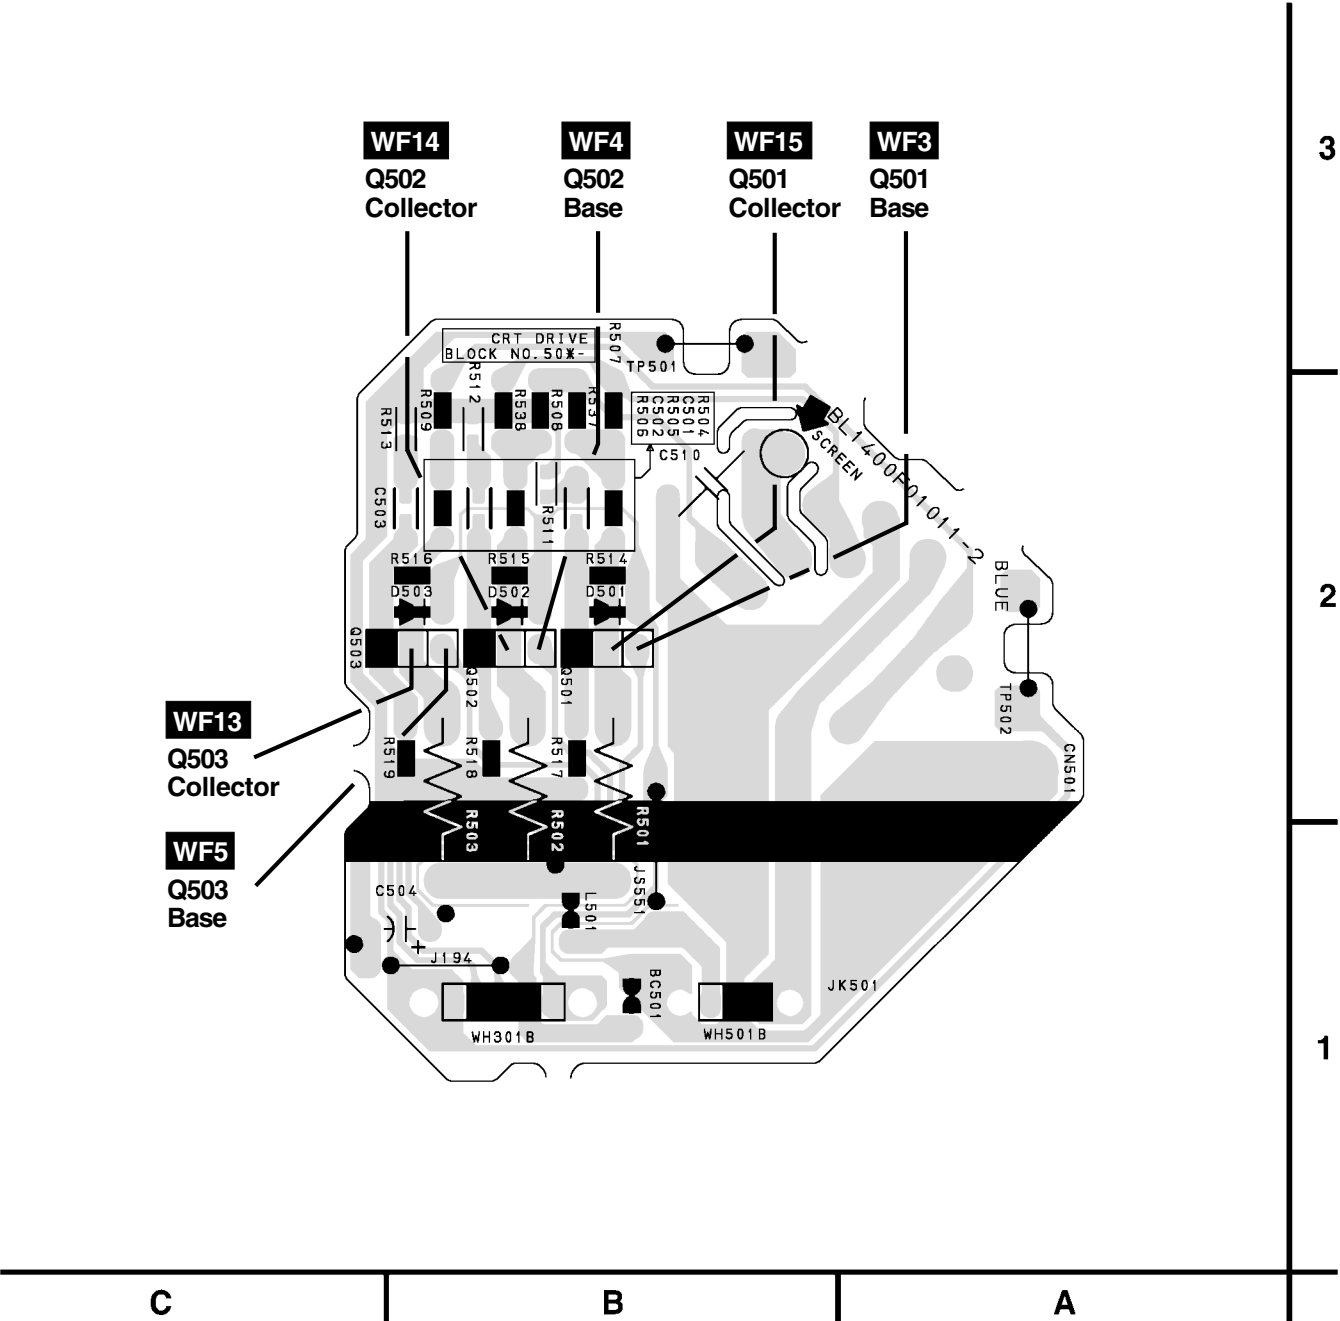 3
WF14
Q502
Collector
WF4
Q502
Base
WF15
Q501
Collector
WF3
Q501
Base
CRT DRIVE
BLOCK NO.50*-
R507
TP501
R512
R509
R513
R538
R508
R537
R506
C502
R505
C501
R504
C510
SCREEN
BL1400P01011-2
C503
R511
R516
R515
R514
D503
D502
D501
BLUE
2
Q503
Q502
Q501
TP502
WF13
Q503
Collector
R519
R518
R517
CN501
WF5
Q503
Base
R503
R502
R501
C504
+
J194
L501
JS551
BC501
JK501
WH301B
WH501B
1
C
B
A